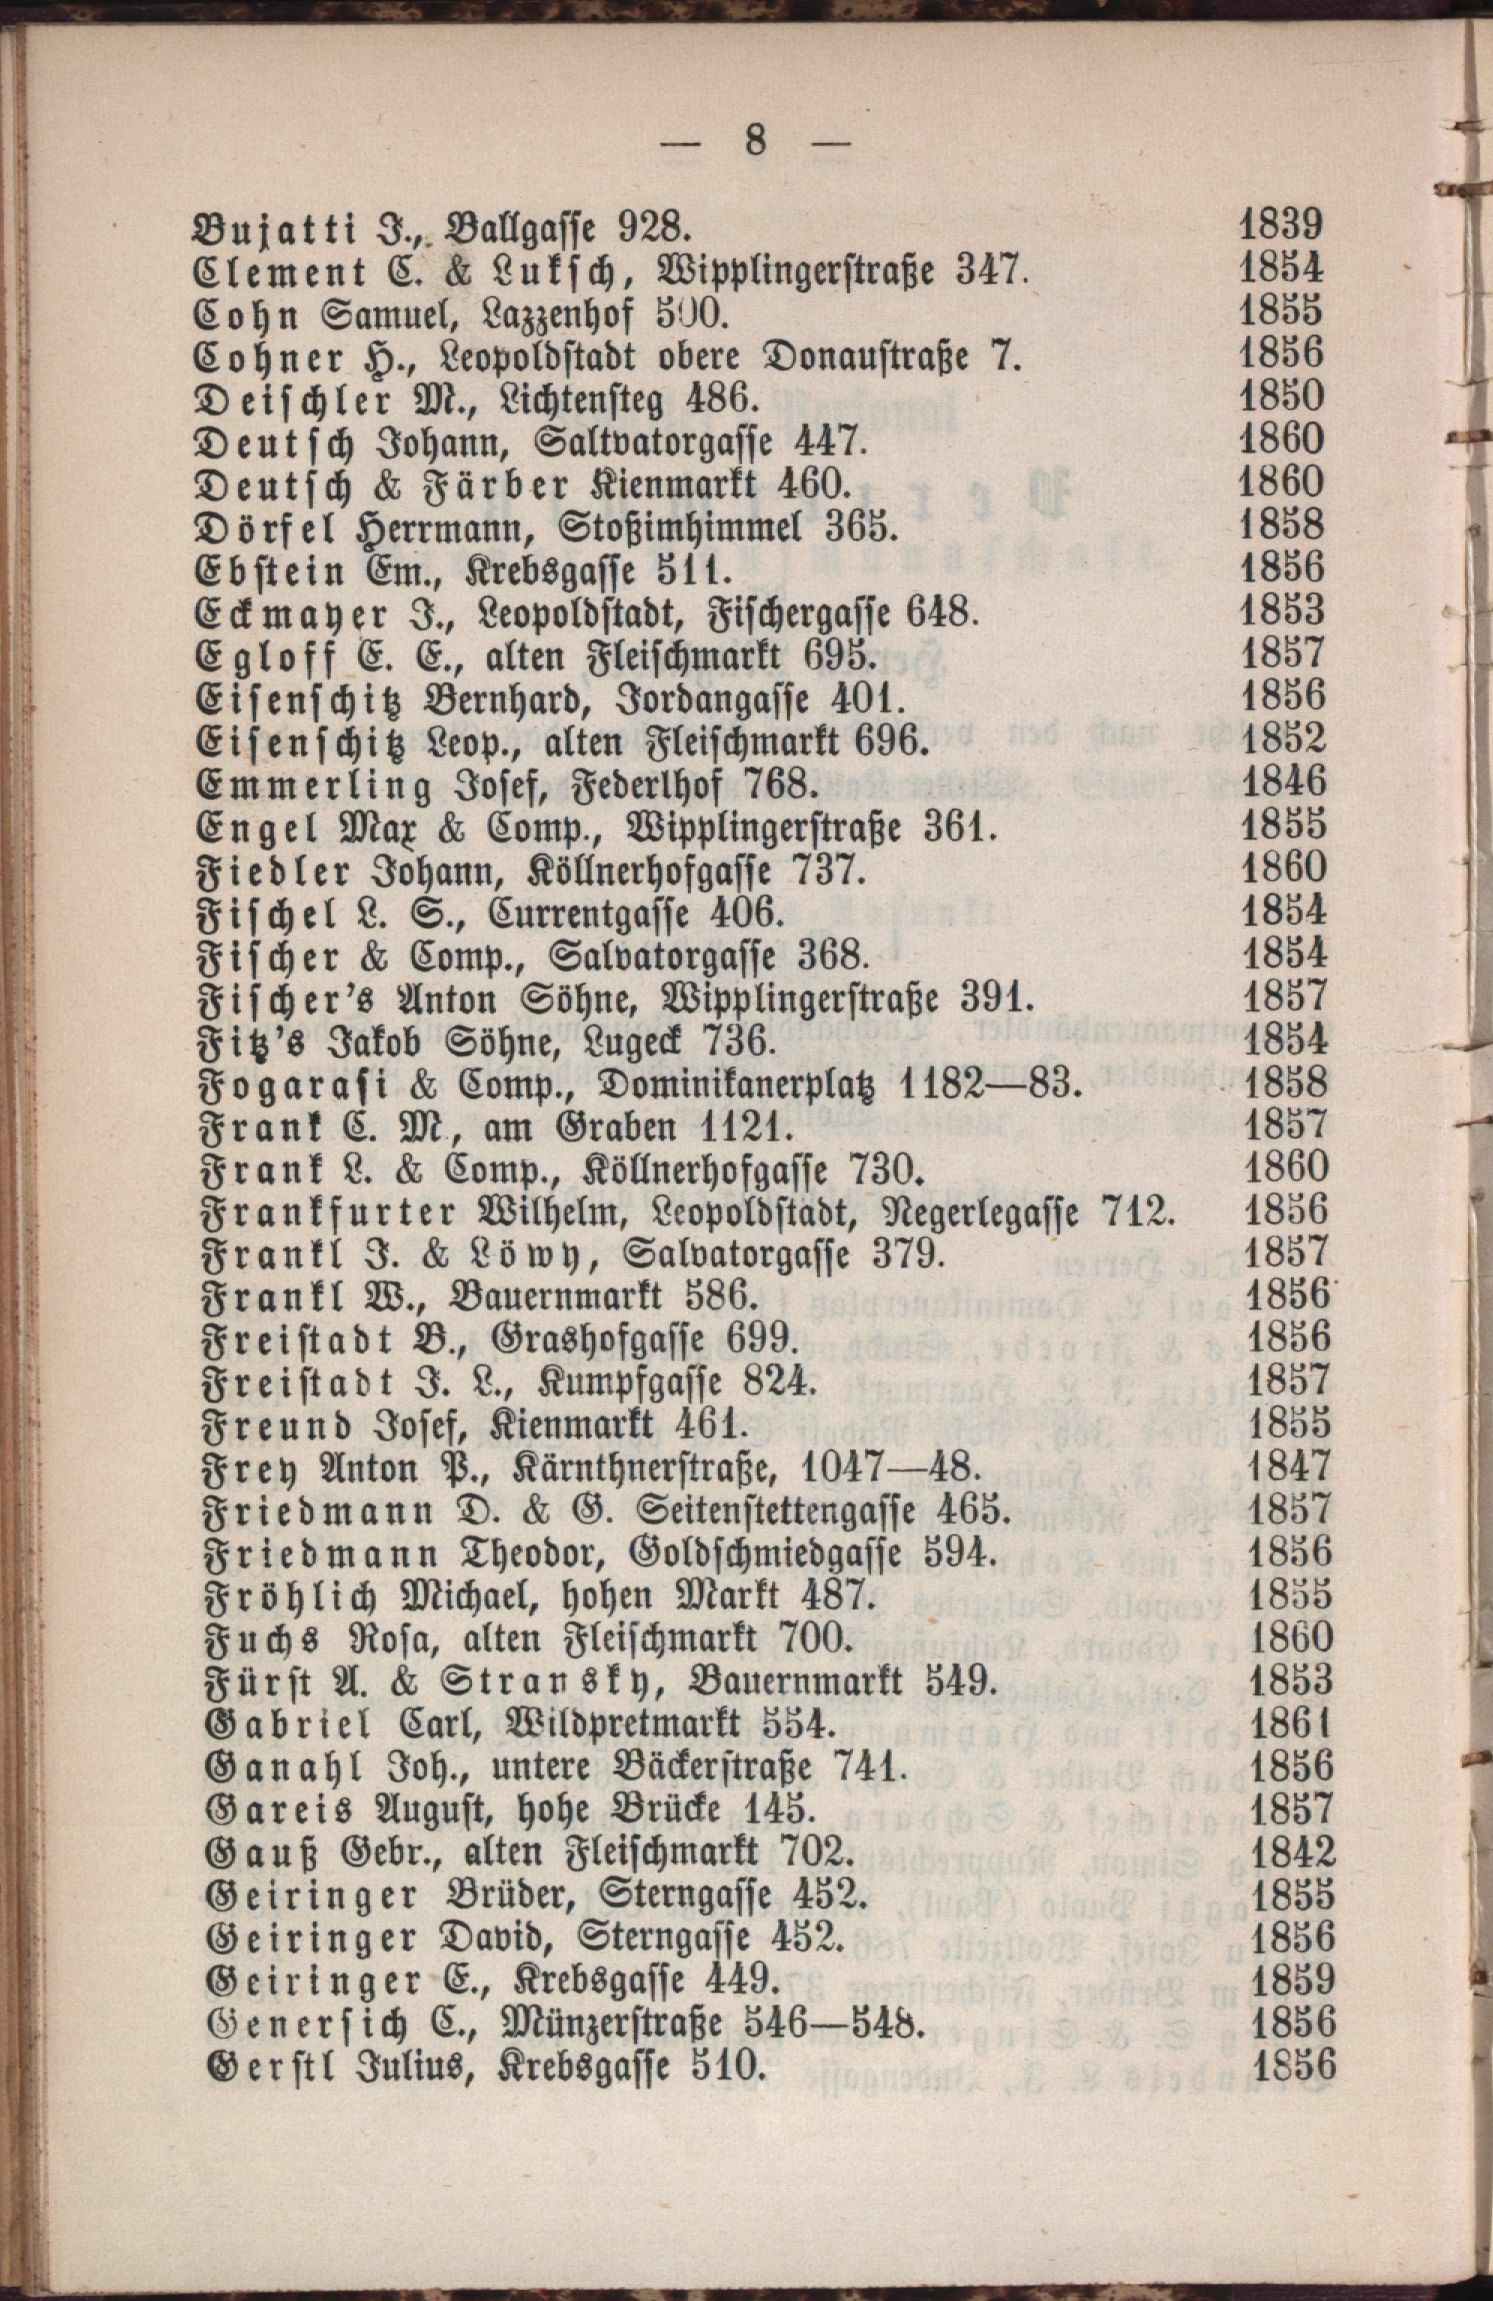 — 8 —
Bujatti J., Ballgasse 928. 1839
Clement C. & Luksch, Wipplingerstraße 347. 1854
Cohn Samuel, Lazzenhof 500. 1855
Cohner H., Leopoldstadt obere Donaustraße 7. 1856
Deischler M., Lichtensteg 486. 1850
Deutsch Johann, Saltvatorgasse 447. 1860
Deutsch & Färber Kienmarkt 460. 1860
Dörfel Herrmann, Stoßimhimmel 365. 1858
Ebstein Em., Krebsgasse 511. 1856
Eckmayer J., Leopoldstadt, Fischergasse 648. 1853
Egloff E. E., alten Fleischmarkt 695. 1857
Eisenschitz Bernhard, Jordangasse 401. 1856
Eisenschitz Leop., alten Fleischmarkt 696. 1852
Emmerling Josef, Federlhof 768. 1846
Engel Max & Comp., Wipplingerstraße 361. 1855
Fiedler Johann, Köllnerhofgasse 737. 1860
Fischel L. S., Currentgasse 406. 1854
Fischer & Comp., Salvatorgasse 368. 1854
Fischer's Anton Söhne, Wipplingerstraße 391. 1857
Fitz's Jakob Söhne, Lugeck 736. 1854
Fogarasi & Comp., Dominikanerplatz 1182—83. 1858
Frank C. M., am Graben 1121. 1857
Frank L. & Comp., Köllnerhofgasse 730. 1860
Frankfurter Wilhelm, Leopoldstadt, Negerlegasse 712. 1856
Frankl J. & Löwy, Salvatorgasse 379. 1857
Frankl W., Bauernmarkt 586. 1856
Freistadt B., Grashofgasse 699. 1856
Freistadt J. L., Kumpfgasse 824. 1857
Freund Josef, Kienmarkt 461. 1855
Frey Anton P., Kärnthnerstraße, 1047—48. 1847
Friedmann D. & G. Seitenstettengasse 465. 1857
Friedmann Theodor, Goldschmiedgasse 594. 1856
Fröhlich Michael, hohen Markt 487. 1855
Fuchs Rosa, alten Fleischmarkt 700. 1860
Fürst A. & Stransky, Bauernmarkt 549. 1853
Gabriel Carl, Wildpretmarkt 554. 1861
Ganahl Joh., untere Bäckerstraße 741. 1856
Gareis August, hohe Brücke 145. 1857
Gauß Gebr., alten Fleischmarkt 702. 1842
Geiringer Brüder, Sterngasse 452. 1855
Geiringer David, Sterngasse 452. 1856
Geiringer E., Krebsgasse 449. 1859
Genersich C., Münzerstraße 546—548. 1856
Gerstl Julius, Krebsgasse 510. 1856